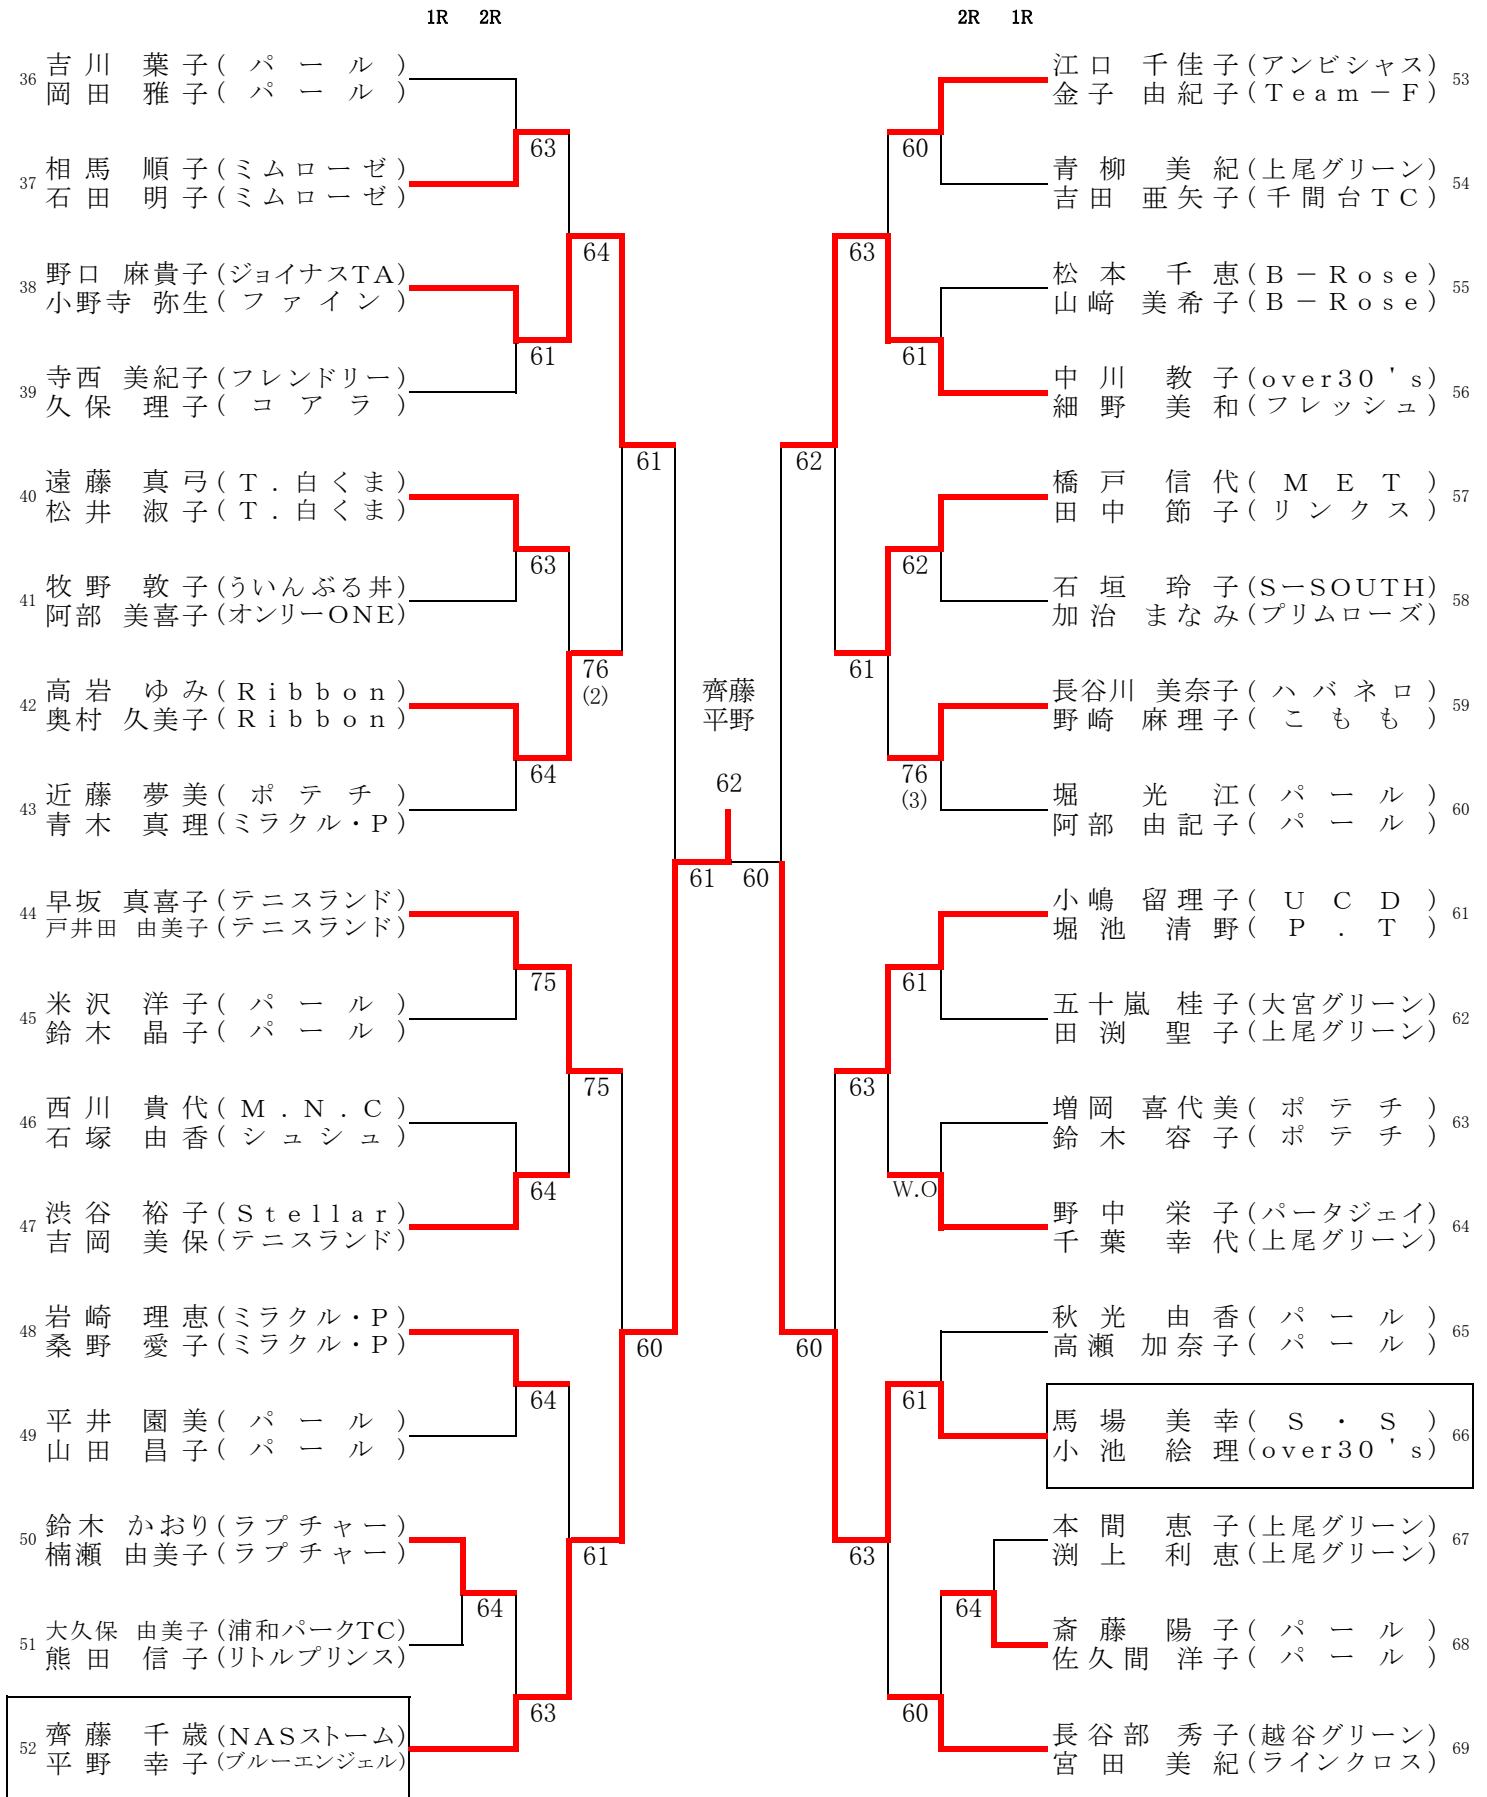 1R 2R
36 吉川 葉子(パール)
岡田 雅子(パール)
63
37 相馬 順子(ミムローゼ)
石田 明子(ミムローゼ)
64
38 野口 麻貴子(ジョイナスTA)
小野寺 弥生(ファイン)
61
39 寺西 美紀子(フレンドリー)
久保 理子(コアラ)
61
40 遠藤 真弓(T.白くま)
松井 淑子(T.白くま)
63
41 牧野 敦子(ういんぶる丼)
阿部 美喜子(オンリーONE)
76
(2)
42 高岩 ゆみ(Ribbon)
奥村 久美子(Ribbon)
64
43 近藤 夢美(ポテチ)
青木 真理(ミラクル・P)
44 早坂 真喜子(テニスランド)
戸井田 由美子(テニスランド)
75
45 米沢 洋子(パール)
鈴木 晶子(パール)
75
46 西川 貴代(M.N.C)
石塚 由香(シュシュ)
64
47 渋谷 裕子(Stellar)
吉岡 美保(テニスランド)
48 岩崎 理恵(ミラクル・P)
桑野 愛子(ミラクル・P)
60
64
49 平井 園美(パール)
山田 昌子(パール)
50 鈴木 かおり(ラプチャー)
楠瀬 由美子(ラプチャー)
61
64
51 大久保 由美子(浦和パークTC)
熊田 信子(リトルプリンス)
63
52 齊藤 千歳(NASストーム)
平野 幸子(ブルーエンジェル)
齊藤
平野
62
61 60
2R 1R
江口 千佳子(アンビシャス) 53
金子 由紀子(Team－F)
60
青柳 美紀(上尾グリーン) 54
吉田 亜矢子(千間台TC)
63
松本 千恵(B－Rose) 55
山﨑 美希子(B－Rose)
61
中川 教子(over30's) 56
細野 美和(フレッシュ)
62
橋戸 信代(MET) 57
田中 節子(リンクス)
62
石垣 玲子(SーSOUTH) 58
加治 まなみ(プリムローズ)
61
長谷川 美奈子(ハバネロ) 59
野崎 麻理子(こもも)
76
(3)
堀 光江(パール) 60
阿部 由記子(パール)
小嶋 留理子(UCD) 61
堀池 清野(P.T)
61
五十嵐 桂子(大宮グリーン) 62
田渕 聖子(上尾グリーン)
63
増岡 喜代美(ポテチ) 63
鈴木 容子(ポテチ)
W.O
野中 栄子(パータジェイ) 64
千葉 幸代(上尾グリーン)
秋光 由香(パール) 65
高瀬 加奈子(パール)
60
61
馬場 美幸(S・S) 66
小池 絵理(over30's)
本間 恵子(上尾グリーン) 67
渕上 利恵(上尾グリーン)
63
64
斎藤 陽子(パール) 68
佐久間 洋子(パール)
60
長谷部 秀子(越谷グリーン) 69
宮田 美紀(ラインクロス)